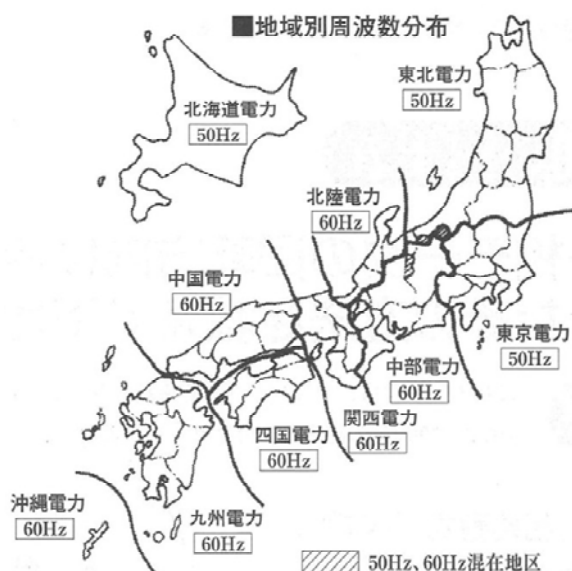 ■地域別周波数分布
東北電力
50Hz
北海道電力
50Hz
北陸電力
60Hz
中国電力
60Hz
東京電力
50Hz
中部電力
60Hz
関西電力
60Hz
四国電力
60Hz
九州電力
60Hz
沖縄電力
60Hz
50Hz、60Hz混在地区